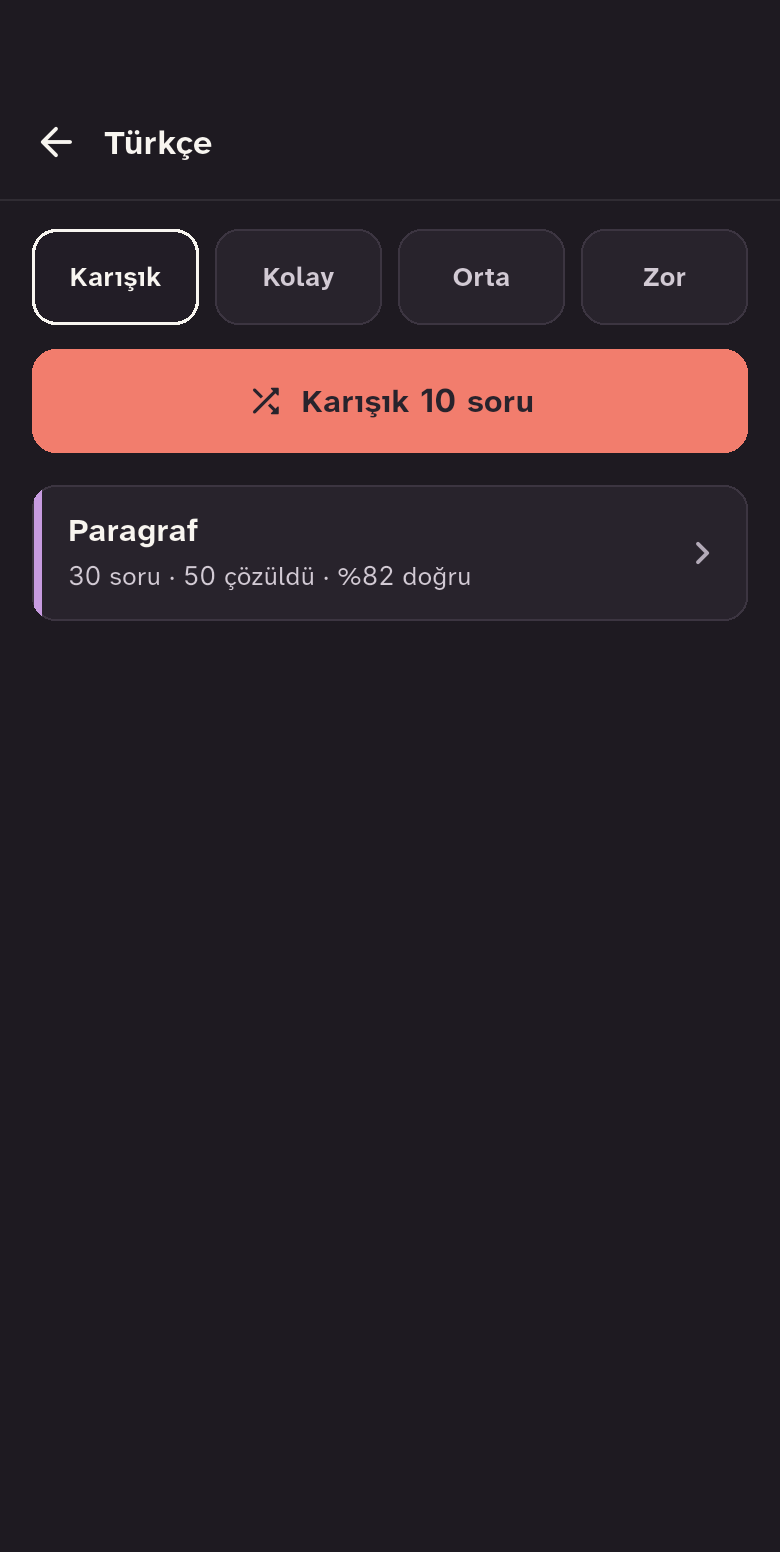 Türkçe
Karışık Kolay Orta Zor
Karışık 10 soru
Paragraf
30 soru · 50 çözüldü · %82 doğru